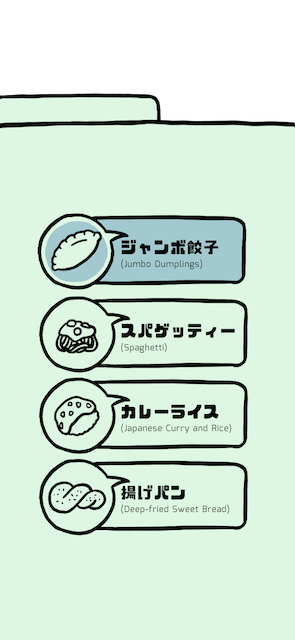 ジャンボ餃子
(Jumbo Dumplings)
スパゲッティー
(Spaghetti)
カレーライス
(Japanese Curry and Rice)
揚げパン
(Deep-fried Sweet Bread)